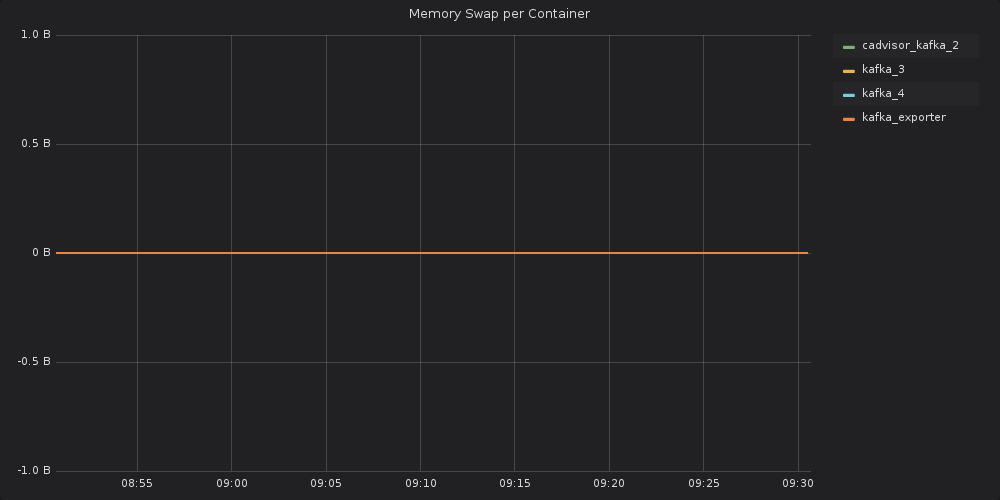 Memory Swap per Container
1.0 B
0.5 B
0 B
-0.5 B
-1.0 B
08:55 09:00 09:05 09:10 09:15 09:20 09:25 09:30
cadvisor_kafka_2
kafka_3
kafka_4
kafka_exporter